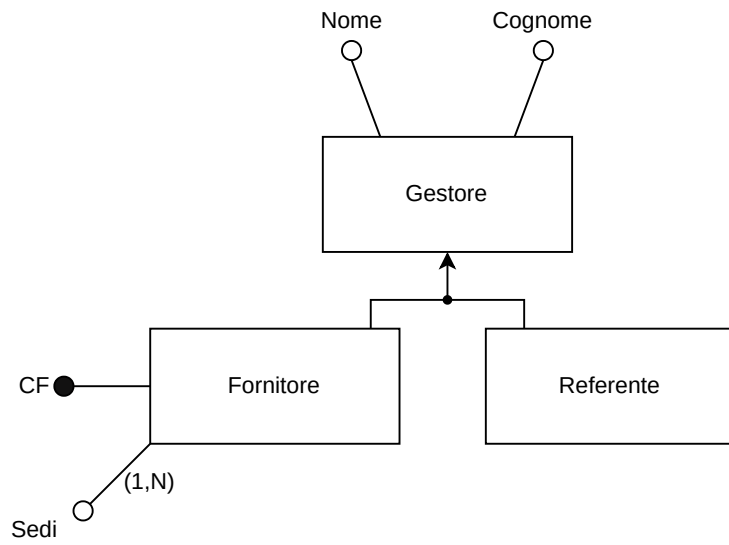 Nome
Cognome
Gestore
CF
Fornitore
Referente
(1,N)
Sedi